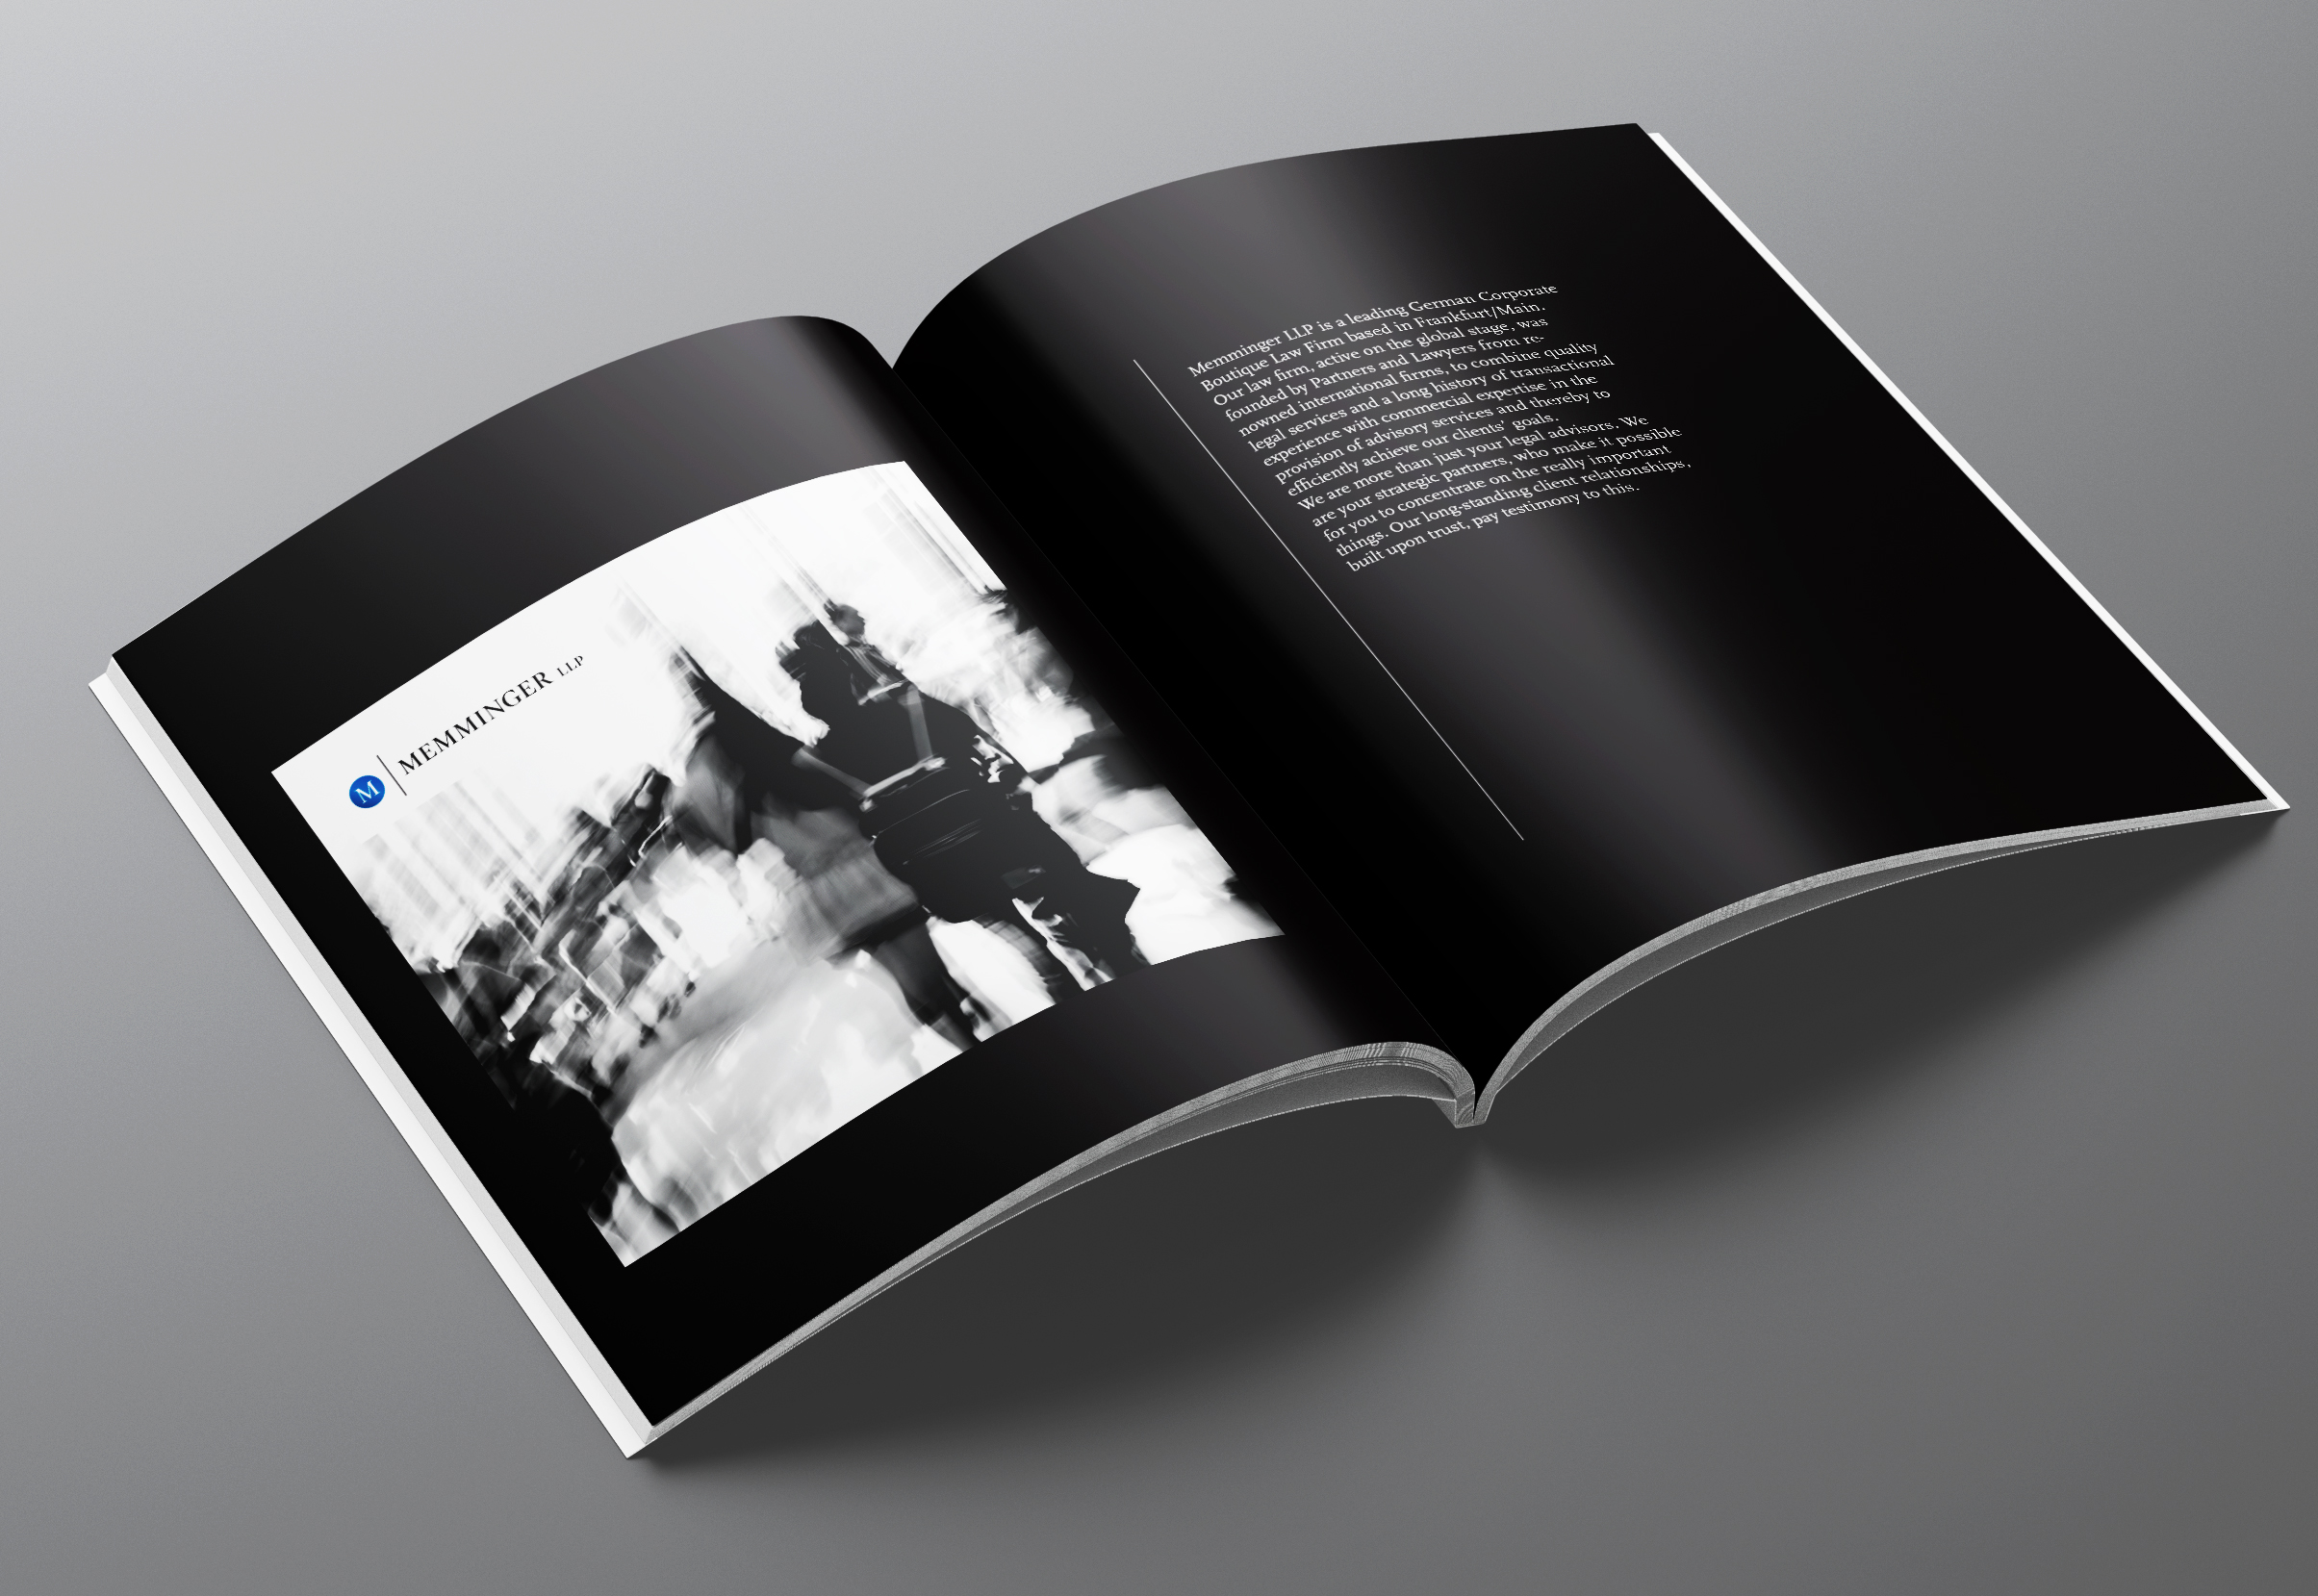 M
MEMMINGER LLP
Memminger LLP is a leading German Corporate
Boutique Law Firm based in Frankfurt/Main.
Our law firm, active on the global stage, was
founded by Partners and Lawyers from re-
nowned international firms, to combine quality
legal services and a long history of transactional
experience with commercial expertise in the
provision of advisory services and thereby to
efficiently achieve our clients' goals.
We are more than just your legal advisors. We
are your strategic partners, who make it possible
for you to concentrate on the really important
things. Our long-standing client relationships,
built upon trust, pay testimony to this.